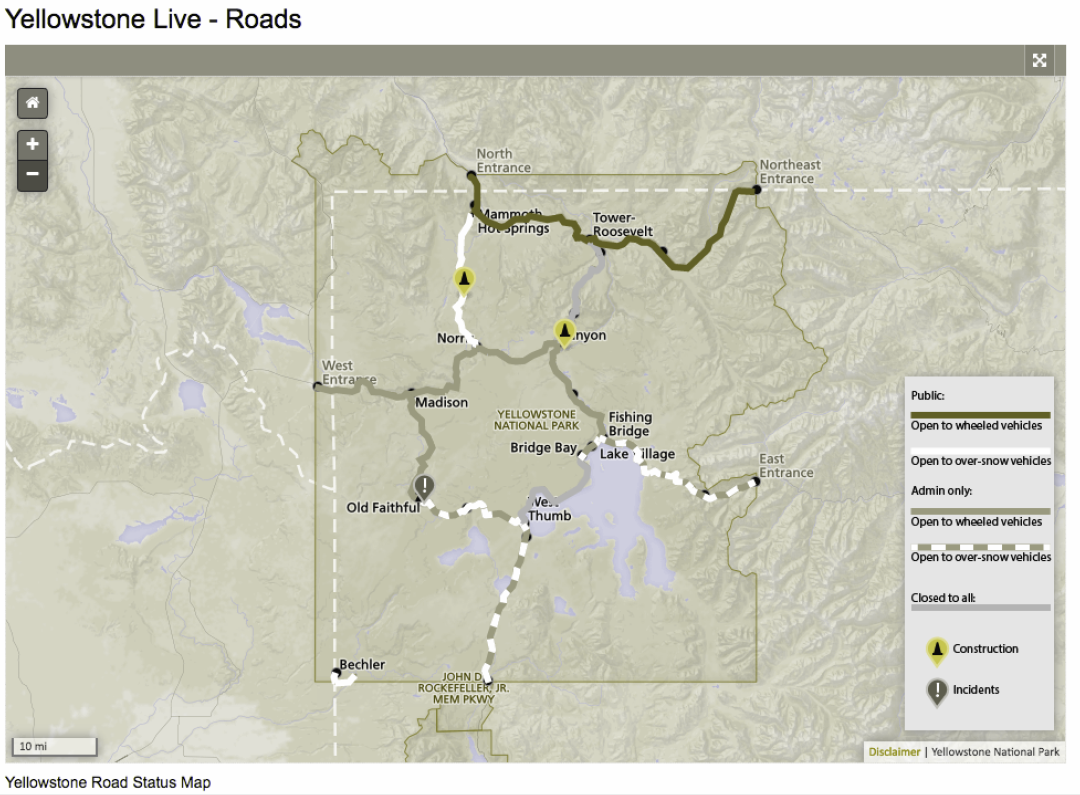 Yellowstone Live - Roads
North
Entrance
Northeast
Entrance
Mammoth
Hot Springs
Tower-
Roosevelt
Norri
nyon
West
Entrance
Madison
YELLOWSTONE
NATIONAL PARK
Fishing
Bridge
Bridge Bay
Lake Village
East
Entrance
Old Faithful
West
Thumb
Bechler
JOHN D.
ROCKEFELLER, JR.
MEM PKWY
Public:
Open to wheeled vehicles
Open to over-snow vehicles
Admin only:
Open to wheeled vehicles
Open to over-snow vehicles
Closed to all:
Construction
Incidents
10 mi
Disclaimer | Yellowstone National Park
Yellowstone Road Status Map